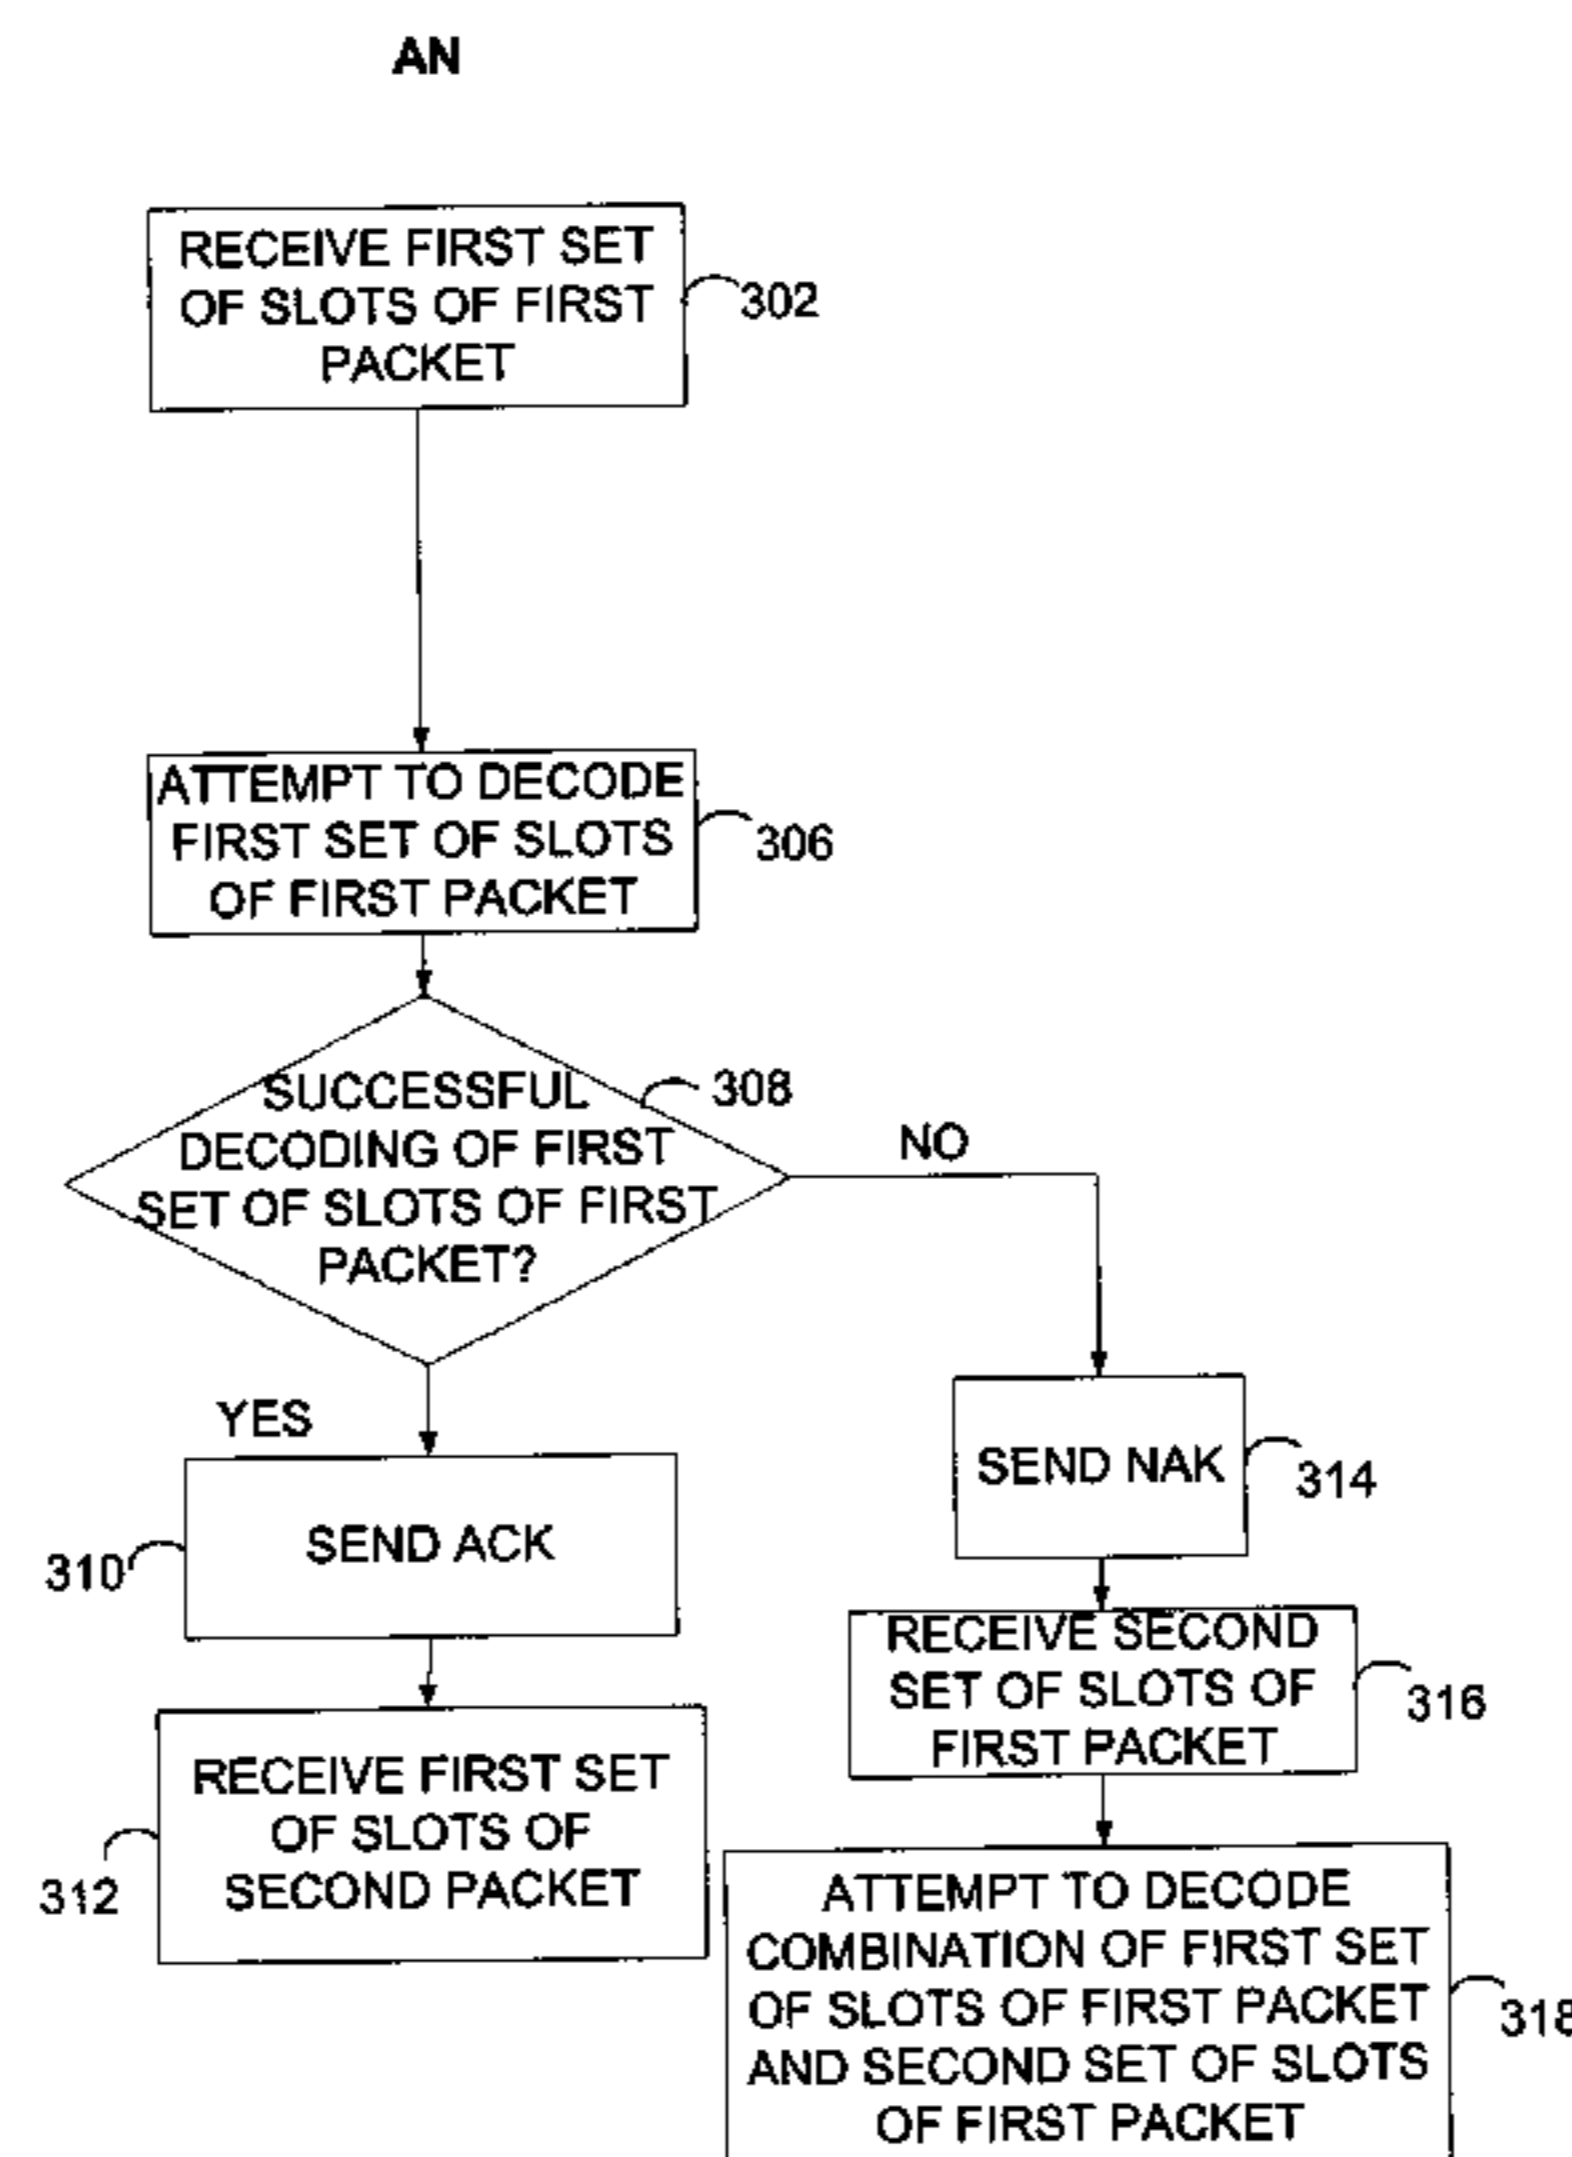 AN
RECEIVE FIRST SET
OF SLOTS OF FIRST
PACKET
302
ATTEMPT TO DECODE
FIRST SET OF SLOTS
OF FIRST PACKET
306
SUCCESSFUL
DECODING OF FIRST
SET OF SLOTS OF FIRST
PACKET?
308
NO
YES
SEND ACK
310
SEND NAK
314
RECEIVE SECOND
SET OF SLOTS OF
FIRST PACKET
316
RECEIVE FIRST SET
OF SLOTS OF
SECOND PACKET
312
ATTEMPT TO DECODE
COMBINATION OF FIRST SET
OF SLOTS OF FIRST PACKET
AND SECOND SET OF SLOTS
OF FIRST PACKET
318